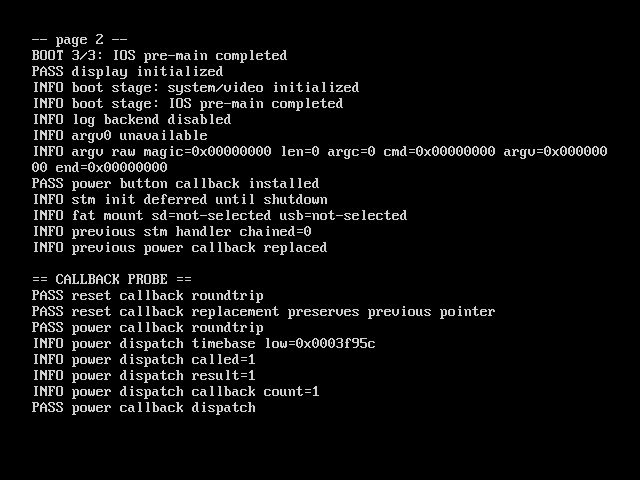 -- page 2 --
BOOT 3/3: IOS pre-main completed
PASS display initialized
INFO boot stage: system/video initialized
INFO boot stage: IOS pre-main completed
INFO log backend disabled
INFO argv0 unavailable
INFO argv raw magic=0x00000000 len=0 argc=0 cmd=0x00000000 argv=0x000000
00 end=0x00000000
PASS power button callback installed
INFO stm init deferred until shutdown
INFO fat mount sd=not-selected usb=not-selected
INFO previous stm handler chained=0
INFO previous power callback replaced
== CALLBACK PROBE ==
PASS reset callback roundtrip
PASS reset callback replacement preserves previous pointer
PASS power callback roundtrip
INFO power dispatch timebase low=0x0003f95c
INFO power dispatch called=1
INFO power dispatch result=1
INFO power dispatch callback count=1
PASS power callback dispatch